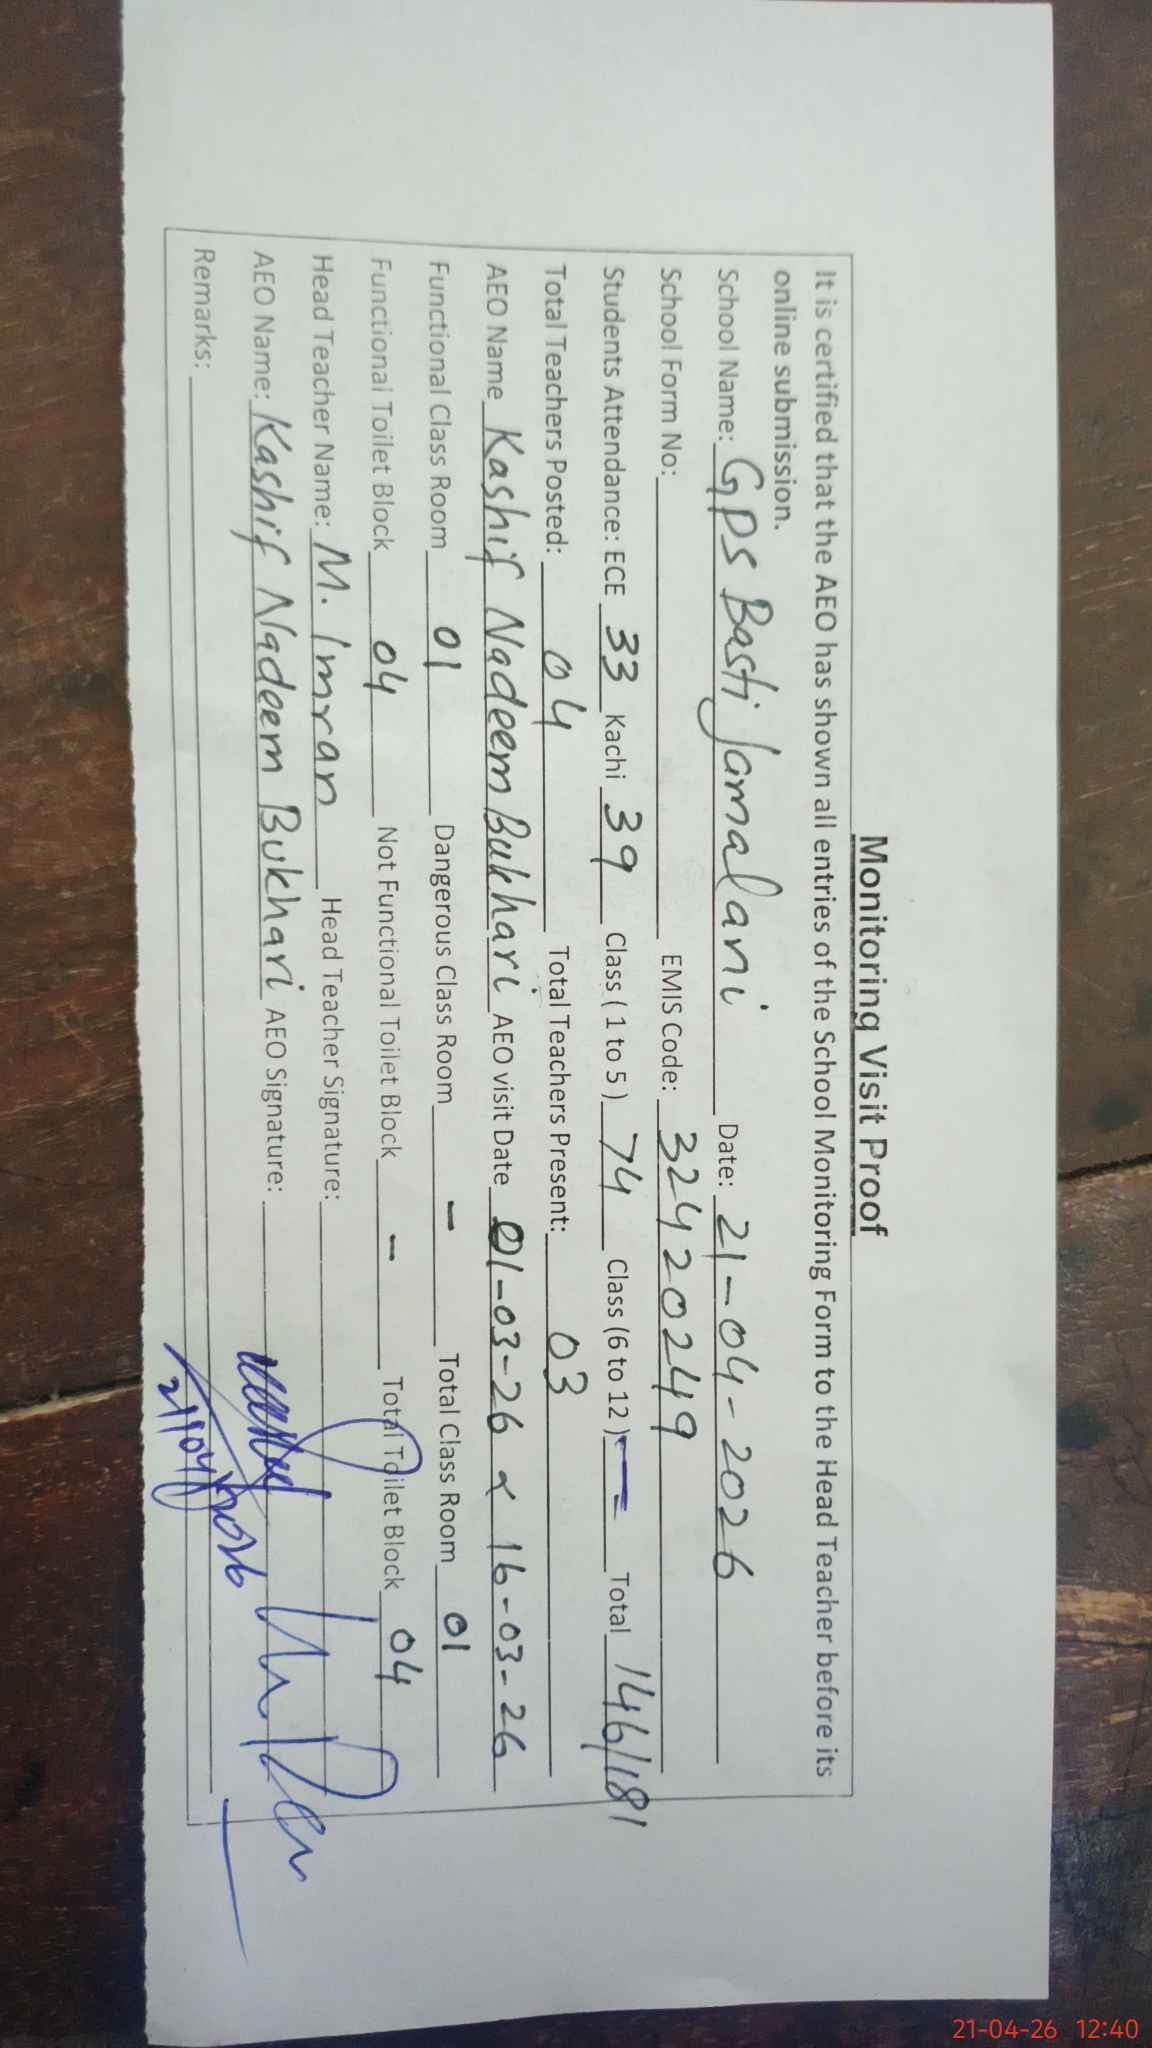 Monitoring Visit Proof
It is certified that the AEO has shown all entries of the School Monitoring Form to the Head Teacher before its
online submission.
School Name: GPS Basti Jamalani Date: 21-04-2026
School Form No: EMIS Code: 32420249
Students Attendance: ECE 33 Kachi 39 Class ( 1 to 5 ) 74 Class (6 to 12 ) Total 146/181
Total Teachers Posted: 04 Total Teachers Present: 03
AEO Name Kashif Nadeem Bukhari AEO visit Date 01-03-26 & 16-03-26
Functional Class Room 01 Dangerous Class Room - Total Class Room 01
Functional Toilet Block 04 Not Functional Toilet Block - Total Toilet Block 04
Head Teacher Name: M. Imran Head Teacher Signature:
AEO Name: Kashif Nadeem Bukhari AEO Signature:
Remarks:
21/04/2026
21-04-26 12:40